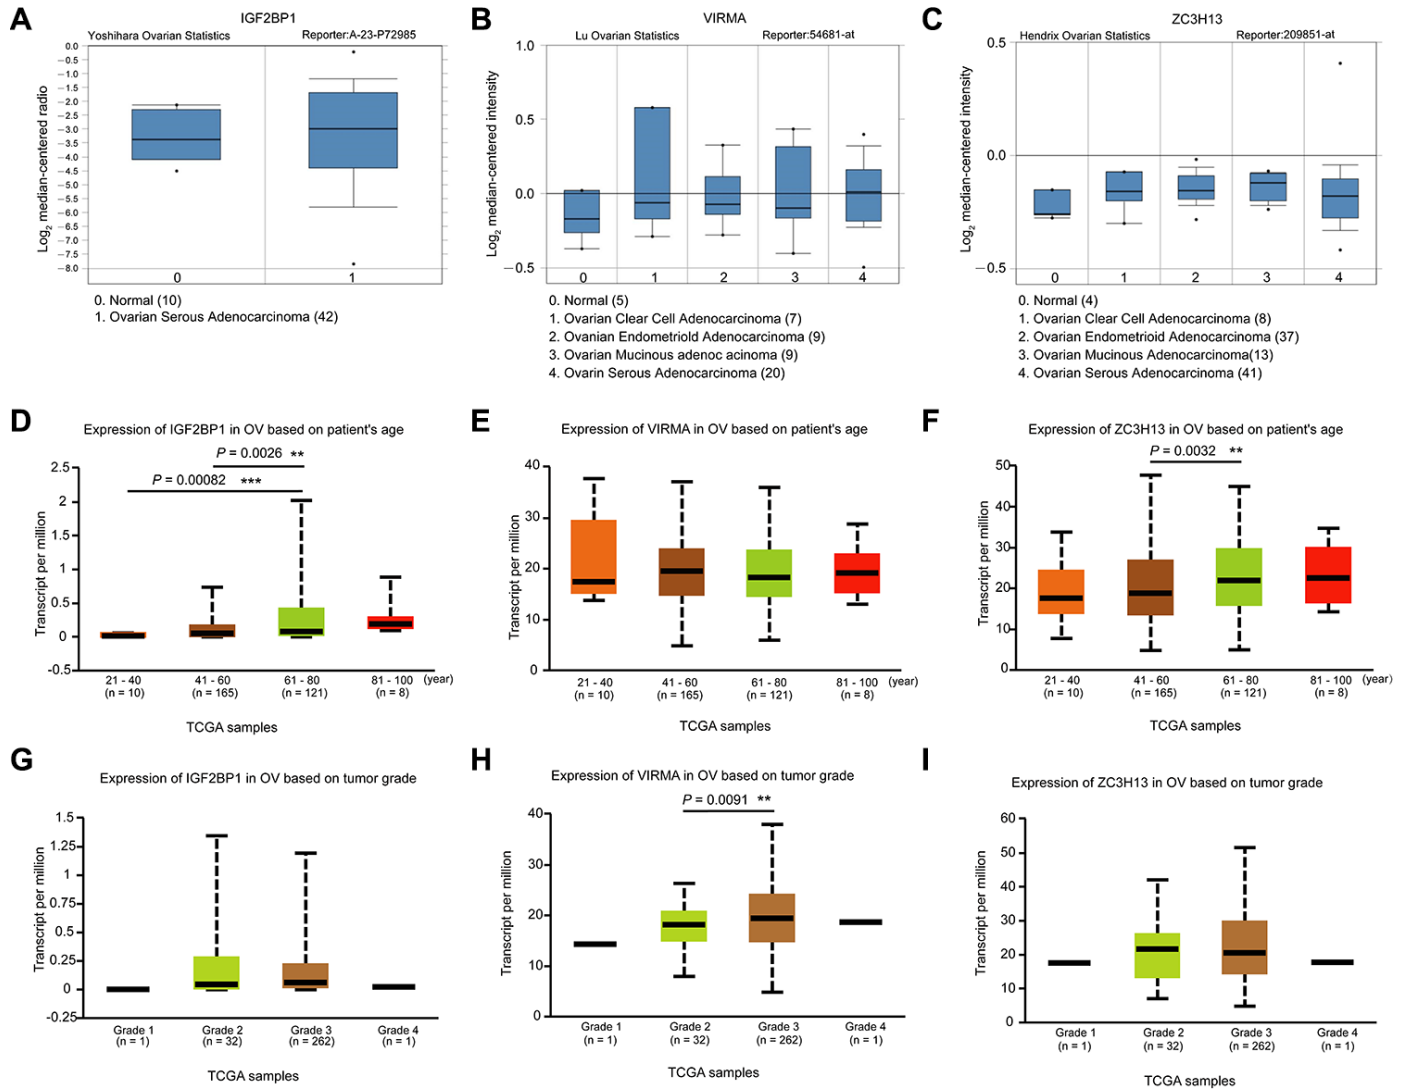 A
IGF2BP1
Yoshihara Ovarian Statistics
Reporter:A-23-P72985
Log2 median-centered radio
0.0
−0.5
−1.0
−1.5
−2.0
−2.5
−3.0
−3.5
−4.0
−4.5
−5.0
−5.5
−6.0
−6.5
−7.0
−7.5
−8.0
0 1
0. Normal (10)
1. Ovarian Serous Adenocarcinoma (42)
B
VIRMA
Lu Ovarian Statistics
Reporter:54681-at
Log2 median-centered intensity
1.0
0.5
0.0
−0.5
0 1 2 3 4
0. Normal (5)
1. Ovarian Clear Cell Adenocarcinoma (7)
2. Ovanian Endometriold Adenocarcinoma (9)
3. Ovarian Mucinous adenoc acinoma (9)
4. Ovarin Serous Adenocarcinoma (20)
C
ZC3H13
Hendrix Ovarian Statistics
Reporter:209851-at
Log2 median-centered intensity
0.5
0.0
−0.5
0 1 2 3 4
0. Normal (4)
1. Ovarian Clear Cell Adenocarcinoma (8)
2. Ovarian Endometrioid Adenocarcinoma (37)
3. Ovarian Mucinous Adenocarcinoma(13)
4. Ovarian Serous Adenocarcinoma (41)
D
Expression of IGF2BP1 in OV based on patient's age
P = 0.0026 **
P = 0.00082 ***
Transcript per million
2.5
2
1.5
1
0.5
0
-0.5
21 - 40 41 - 60 61 - 80 81 - 100 (year)
(n = 10) (n = 165) (n = 121) (n = 8)
TCGA samples
E
Expression of VIRMA in OV based on patient's age
Transcript per million
40
30
20
10
0
21 - 40 41 - 60 61 - 80 81 - 100 (year)
(n = 10) (n = 165) (n = 121) (n = 8)
TCGA samples
F
Expression of ZC3H13 in OV based on patient's age
P = 0.0032 **
Transcript per million
50
40
30
20
10
0
21 - 40 41 - 60 61 - 80 81 - 100 (year)
(n = 10) (n = 165) (n = 121) (n = 8)
TCGA samples
G
Expression of IGF2BP1 in OV based on tumor grade
Transcript per million
1.5
1.25
1
0.75
0.5
0.25
0
-0.25
Grade 1 Grade 2 Grade 3 Grade 4
(n = 1) (n = 32) (n = 262) (n = 1)
TCGA samples
H
Expression of VIRMA in OV based on tumor grade
P = 0.0091 **
Transcript per million
40
30
20
10
0
Grade 1 Grade 2 Grade 3 Grade 4
(n = 1) (n = 32) (n = 262) (n = 1)
TCGA samples
I
Expression of ZC3H13 in OV based on tumor grade
Transcript per million
60
50
40
30
20
10
0
Grade 1 Grade 2 Grade 3 Grade 4
(n = 1) (n = 32) (n = 262) (n = 1)
TCGA samples